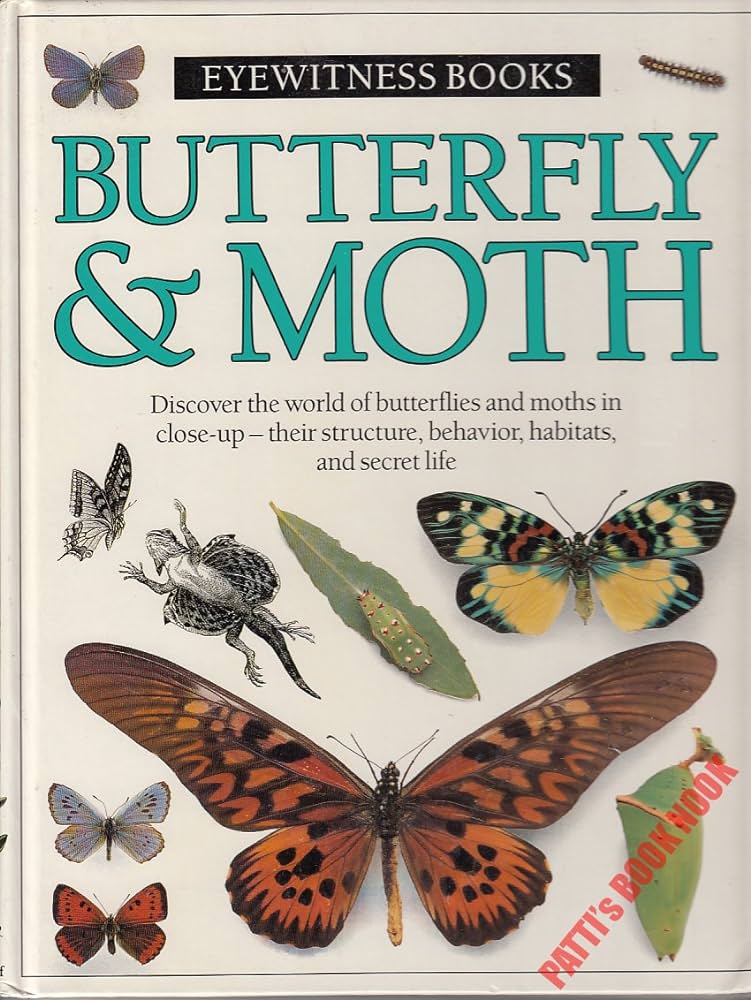 EYEWITNESS BOOKS
BUTTERFLY
& MOTH
Discover the world of butterflies and moths in
close-up – their structure, behavior, habitats,
and secret life
PATTI's BOOK NOOK